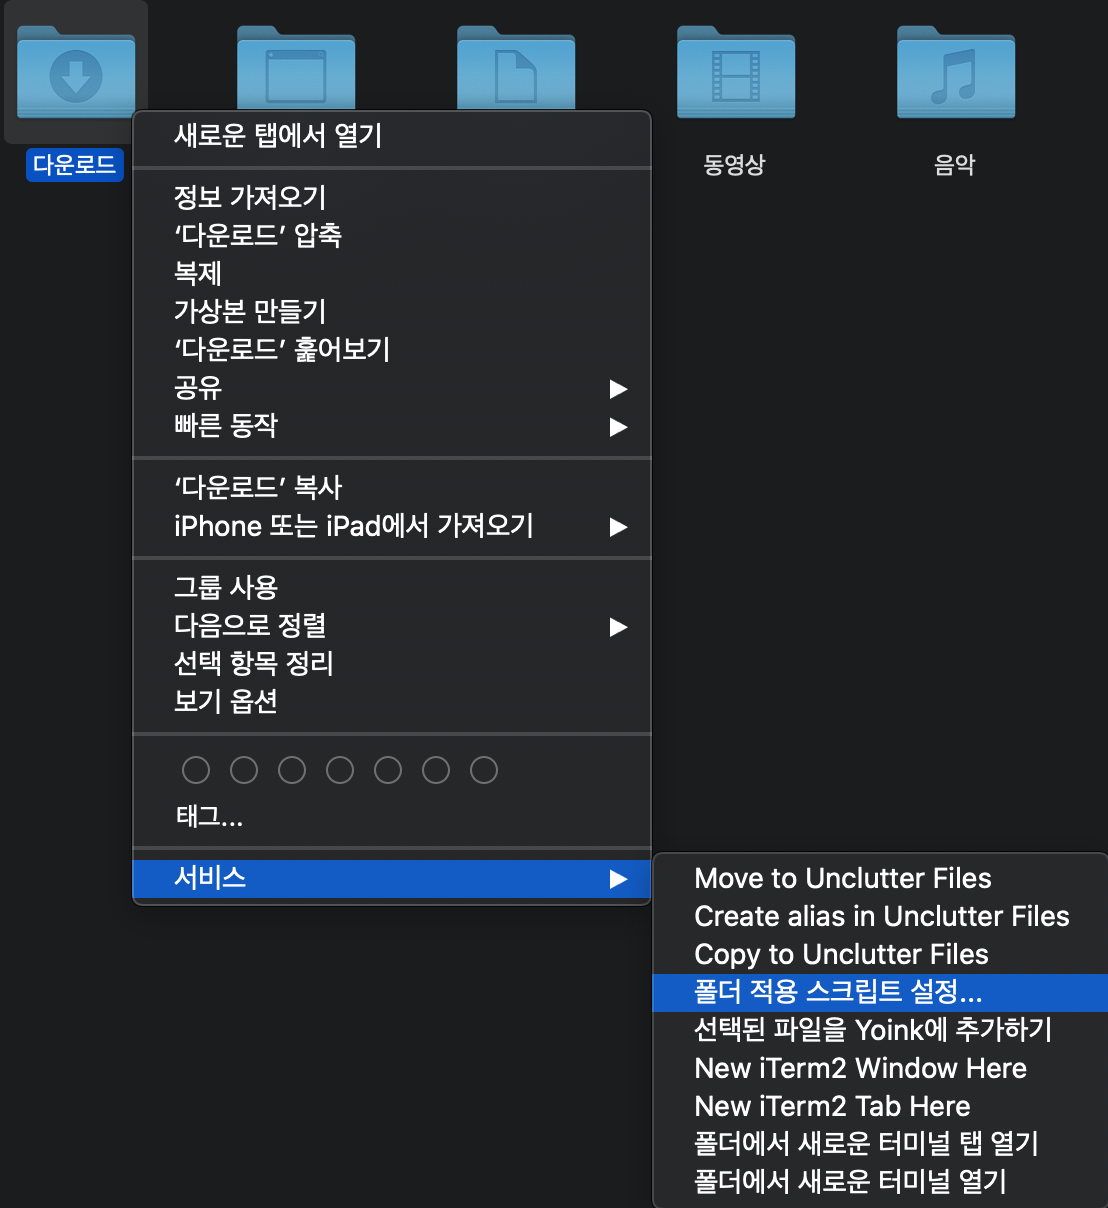 다운로드
동영상
음악
새로운 탭에서 열기
정보 가져오기
‘다운로드’ 압축
복제
가상본 만들기
‘다운로드’ 훑어보기
공유
빠른 동작
‘다운로드’ 복사
iPhone 또는 iPad에서 가져오기
그룹 사용
다음으로 정렬
선택 항목 정리
보기 옵션
태그...
서비스
Move to Unclutter Files
Create alias in Unclutter Files
Copy to Unclutter Files
폴더 적용 스크립트 설정...
선택된 파일을 Yoink에 추가하기
New iTerm2 Window Here
New iTerm2 Tab Here
폴더에서 새로운 터미널 탭 열기
폴더에서 새로운 터미널 열기